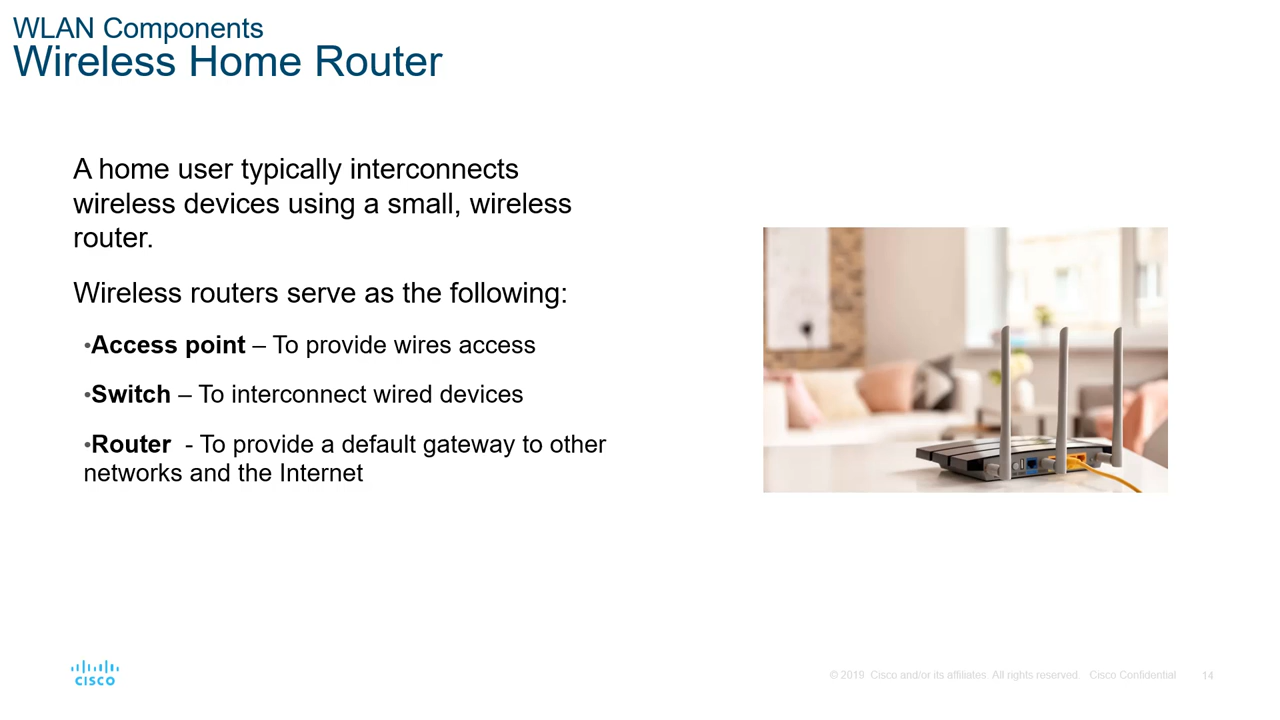 WLAN Components
Wireless Home Router
A home user typically interconnects
wireless devices using a small, wireless
router.
Wireless routers serve as the following:
•Access point – To provide wires access
•Switch – To interconnect wired devices
•Router  - To provide a default gateway to other
networks and the Internet
CISCO
© 2019 Cisco and/or its affiliates. All rights reserved. Cisco Confidential
14